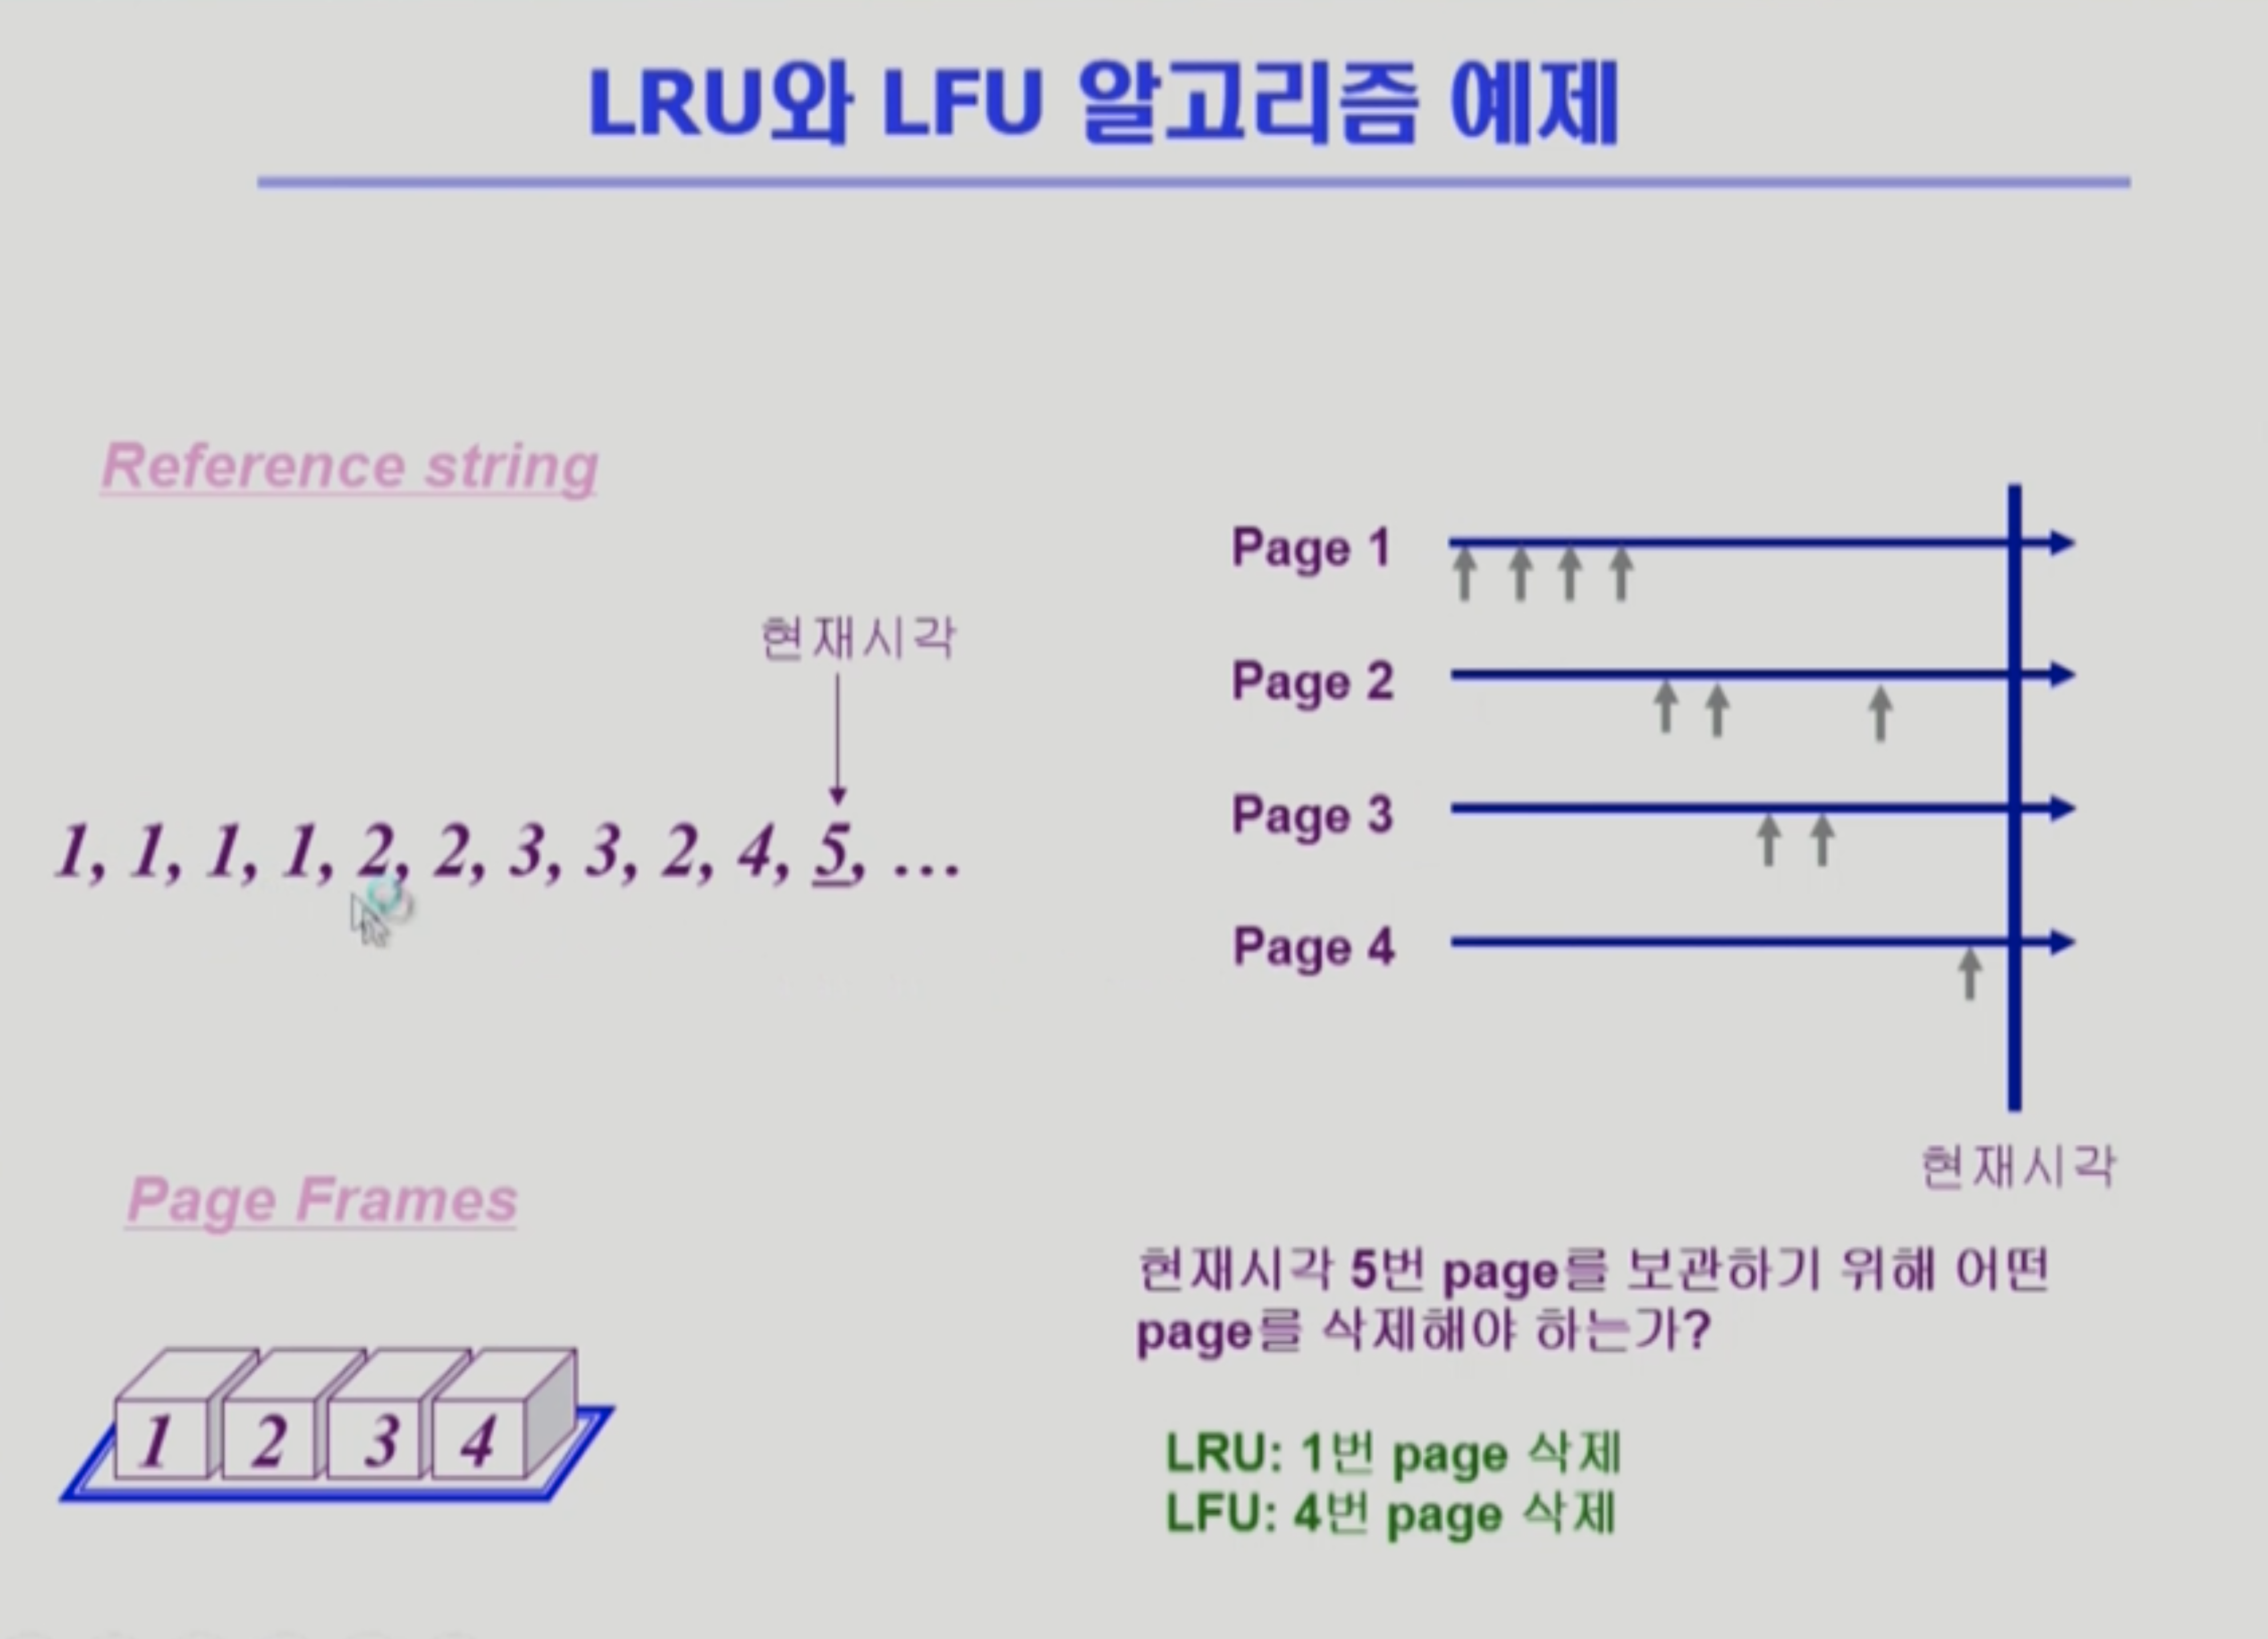 LRU와 LFU 알고리즘 예제
Reference string
현재시각
1, 1, 1, 1, 2, 2, 3, 3, 2, 4, 5, ...
Page Frames
1 2 3 4
Page 1
Page 2
Page 3
Page 4
현재시각
현재시각 5번 page를 보관하기 위해 어떤
page를 삭제해야 하는가?
LRU: 1번 page 삭제
LFU: 4번 page 삭제